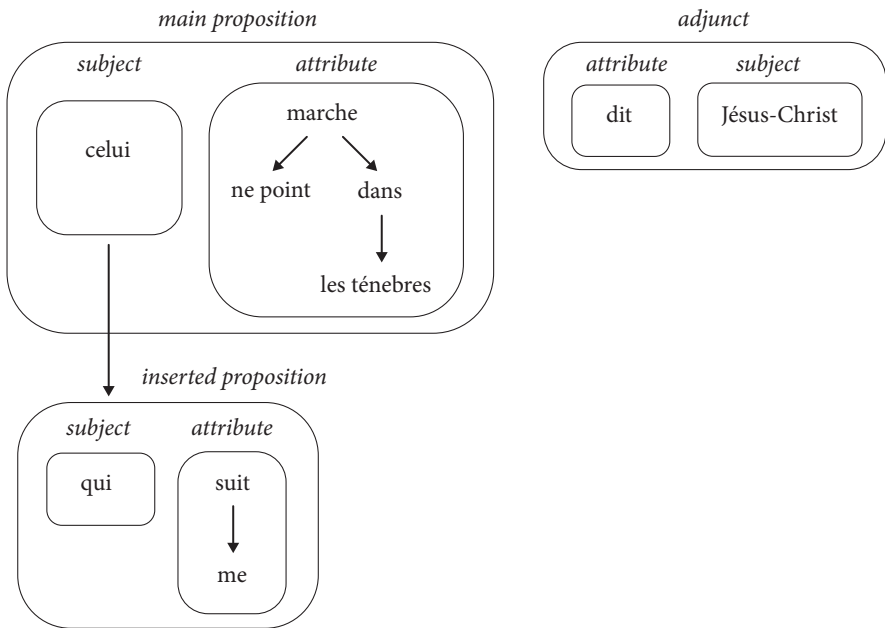 main proposition
subject
attribute
celui
marche
ne point
dans
les ténebres
adjunct
attribute
subject
dit
Jésus-Christ
inserted proposition
subject
attribute
qui
suit
me